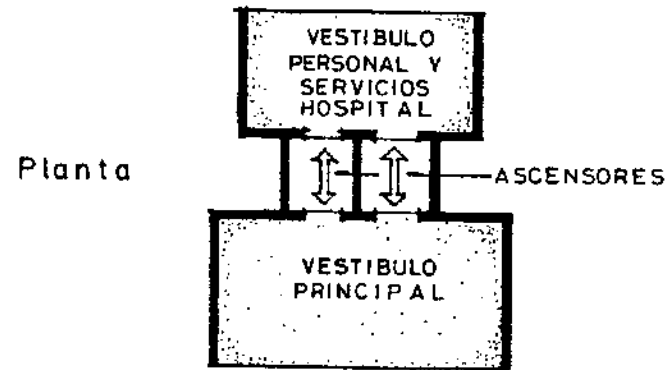 VESTIBULO
PERSONAL Y
SERVICIOS
HOSPITAL
Planta
ASCENSORES
VESTIBULO
PRINCIPAL